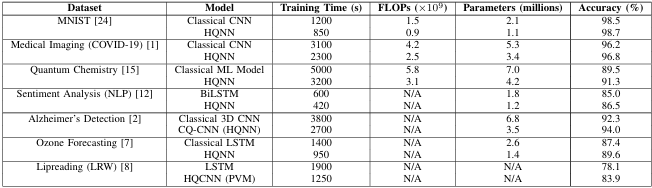 Dataset Model Training Time (s) FLOPs (×10⁹) Parameters (millions) Accuracy (%)
MNIST [24] Classical CNN 1200 1.5 2.1 98.5
HQNN 850 0.9 1.1 98.7
Medical Imaging (COVID-19) [1] Classical CNN 3100 4.2 5.3 96.2
HQNN 2300 2.5 3.4 96.8
Quantum Chemistry [15] Classical ML Model 5000 5.8 7.0 89.5
HQNN 3200 3.1 4.2 91.3
Sentiment Analysis (NLP) [12] BiLSTM 600 N/A 1.8 85.0
HQNN 420 N/A 1.2 86.5
Alzheimer's Detection [2] Classical 3D CNN 3800 N/A 6.8 92.3
CQ-CNN (HQNN) 2700 N/A 3.5 94.0
Ozone Forecasting [7] Classical LSTM 1400 N/A 2.6 87.4
HQNN 950 N/A 1.4 89.6
Lipreading (LRW) [8] LSTM 1900 N/A N/A 78.1
HQCNN (PVM) 1250 N/A N/A 83.9